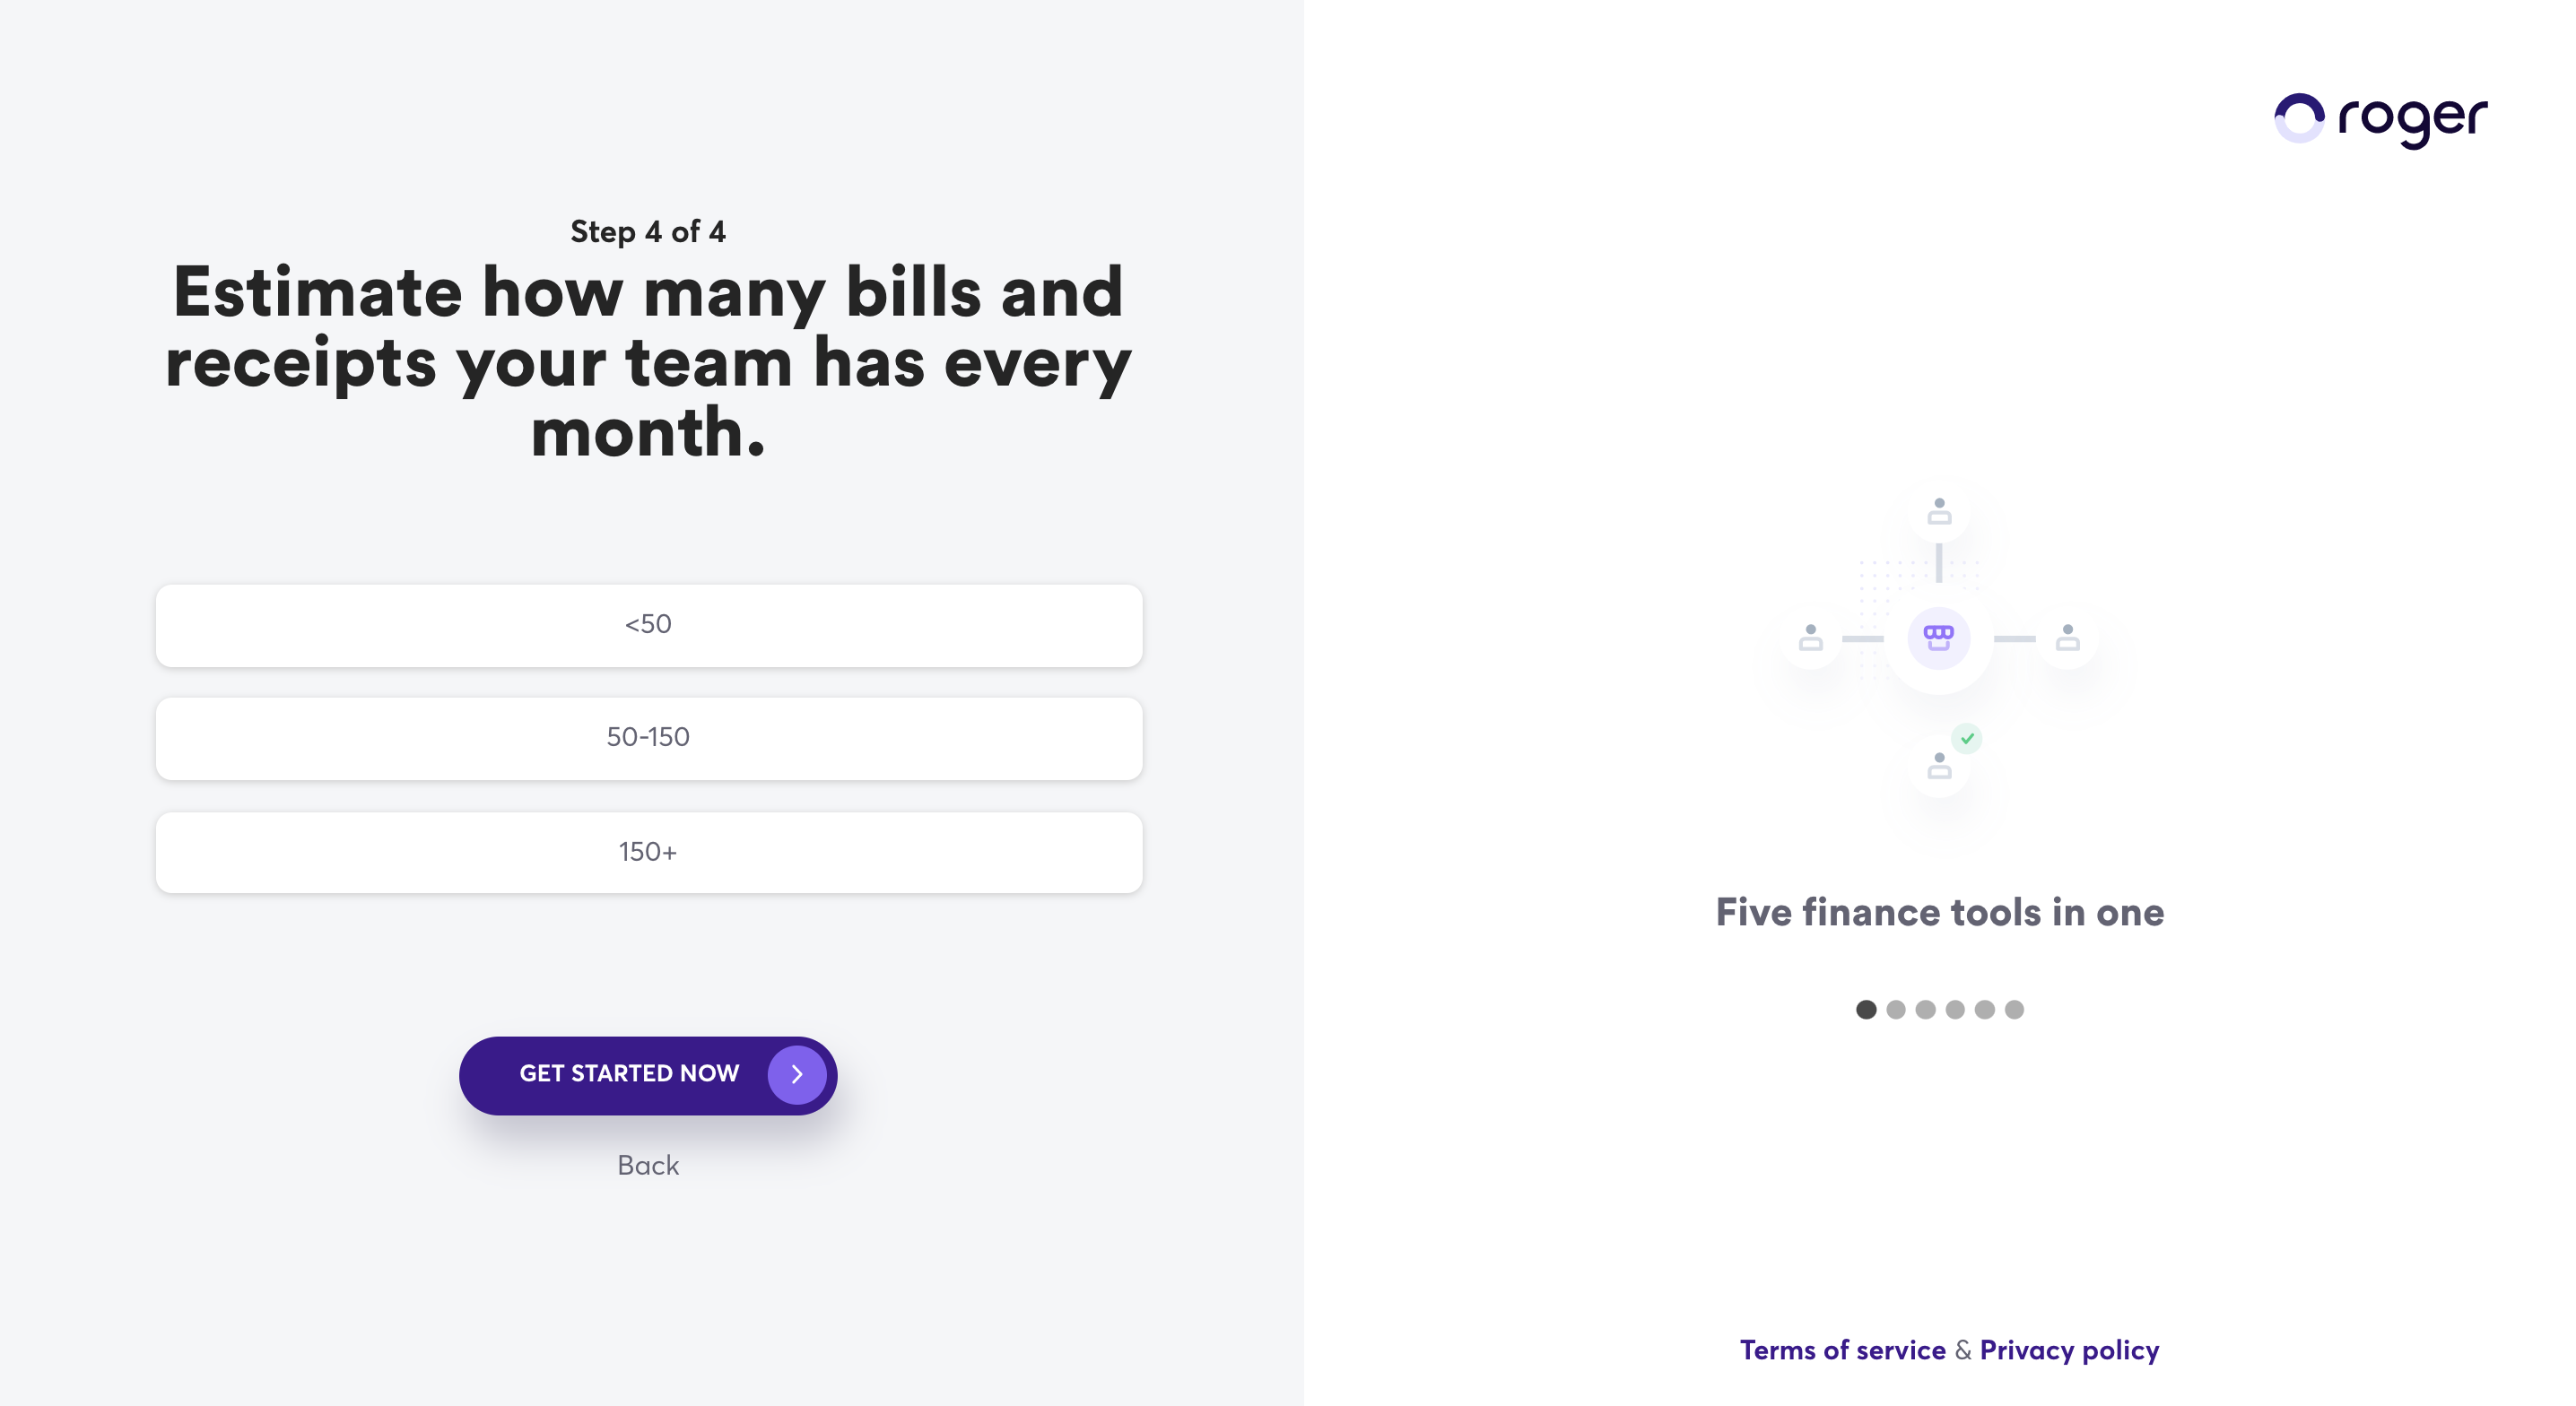 Step 4 of 4
Estimate how many bills and
receipts your team has every
month.
<50
50-150
150+
GET STARTED NOW
Back
roger
Five finance tools in one
Terms of service & Privacy policy